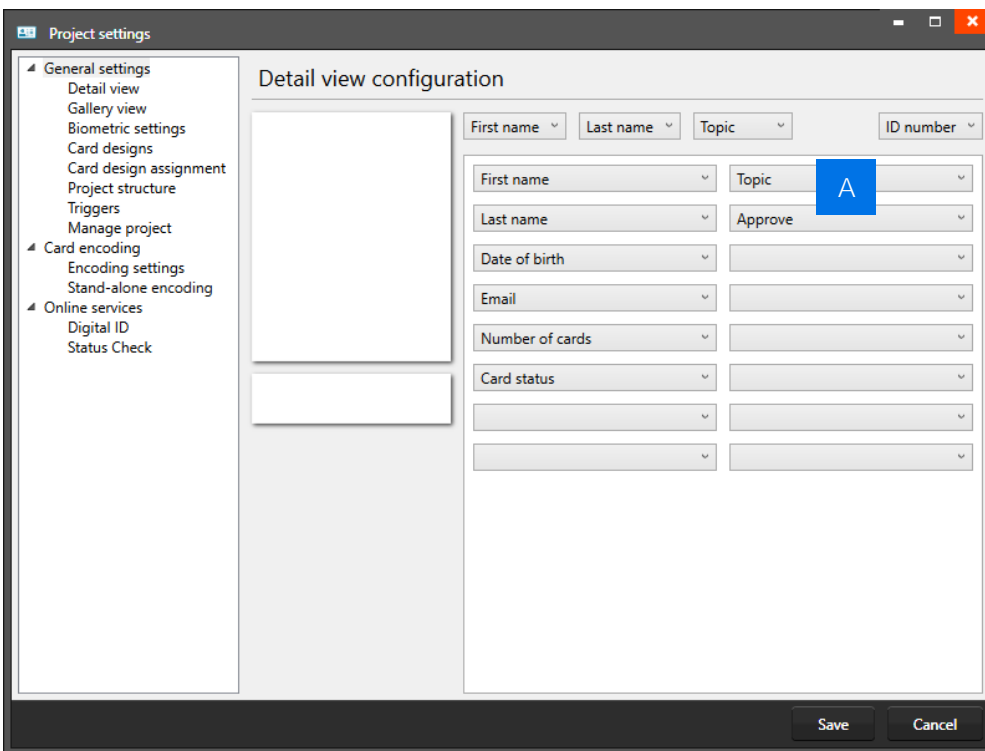 Project settings
General settings
Detail view
Gallery view
Biometric settings
Card designs
Card design assignment
Project structure
Triggers
Manage project
Card encoding
Encoding settings
Stand-alone encoding
Online services
Digital ID
Status Check
Detail view configuration
First name Last name Topic ID number
First name Topic
A
Last name Approve
Date of birth
Email
Number of cards
Card status
Save Cancel